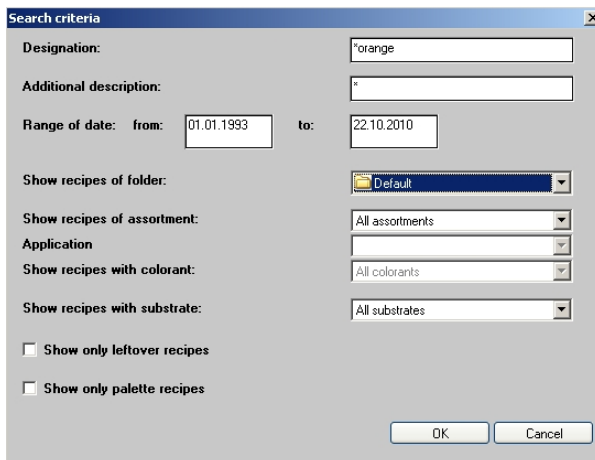 Search criteria
Designation: *orange
Additional description: *
Range of date: from: 01.01.1993 to: 22.10.2010
Show recipes of folder: Default
Show recipes of assortment: All assortments
Application
Show recipes with colorant: All colorants
Show recipes with substrate: All substrates
Show only leftover recipes
Show only palette recipes
OK Cancel